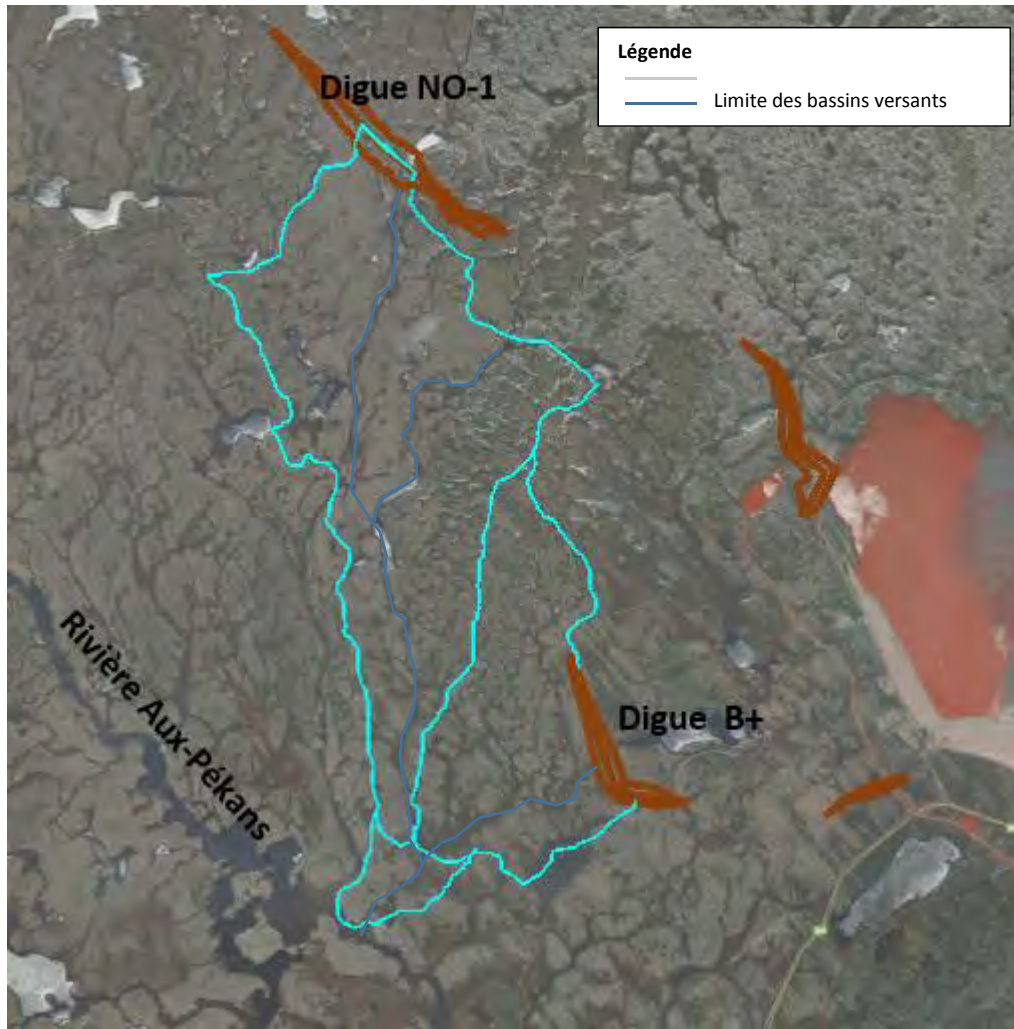 Digue NO-1
Légende
Limite des bassins versants
Rivière Aux-Pékans
Digue B+